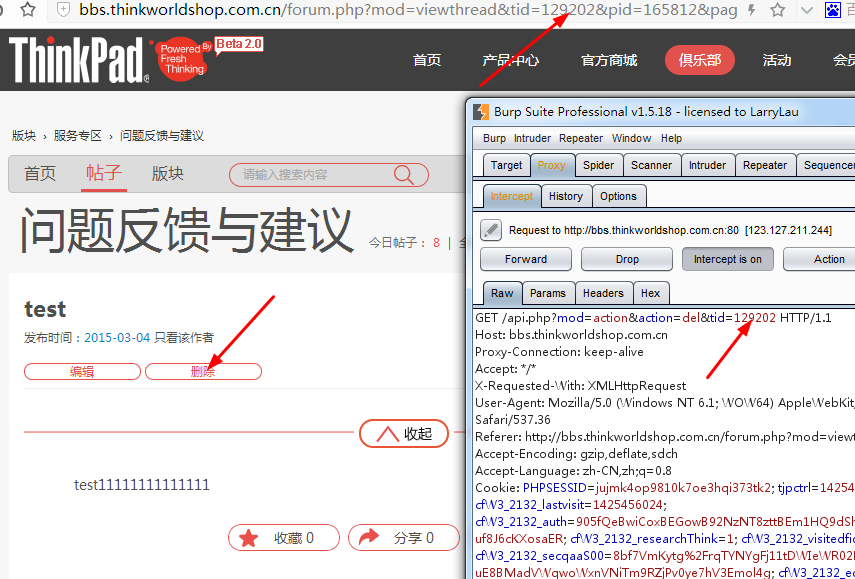 bbs.thinkworldshop.com.cn/forum.php?mod=viewthread&tid=129202&pid=165812&pag
ThinkPad
Powered By
Fresh
Thinking
Beta 2.0
首页 产品中心 官方商城 俱乐部 活动 会员
版块 › 服务专区 › 问题反馈与建议
首页 帖子 版块 请输入搜索内容
问题反馈与建议 今日帖子： 8 |
test
发布时间：2015-03-04 只看该作者
编辑 删除
收起
test11111111111111
收藏 0 分享 0
Burp Suite Professional v1.5.18 - licensed to LarryLau
Burp Intruder Repeater Window Help
Target Proxy Spider Scanner Intruder Repeater Sequencer
Intercept History Options
Request to http://bbs.thinkworldshop.com.cn:80 [123.127.211.244]
Forward Drop Intercept is on Action
Raw Params Headers Hex
GET /api.php?mod=action&action=del&tid=129202 HTTP/1.1
Host: bbs.thinkworldshop.com.cn
Proxy-Connection: keep-alive
Accept: */*
X-Requested-With: XMLHttpRequest
User-Agent: Mozilla/5.0 (Windows NT 6.1; WOW64) AppleWebKit/
Safari/537.36
Referer: http://bbs.thinkworldshop.com.cn/forum.php?mod=viewt
Accept-Encoding: gzip,deflate,sdch
Accept-Language: zh-CN,zh;q=0.8
Cookie: PHPSESSID=jujmk4op9810k7oe3hqi373tk2; tjpctrl=1425
cfW3_2132_lastvisit=1425456024;
cfW3_2132_auth=905fQeBwiCoxBEGowB92NzNT8zttBEm1HQ9dSh
uf8J6cKXosaER; cfW3_2132_researchThink=1; cfW3_2132_visitedfid
cfW3_2132_secqaaS00=8bf7VmKytg%2FrqTYNYgFj11tDWIeWR02
uE8BMadVWqwoWxnVNiTm9RZjPv0ye7hV3Emol4g; cfW3_2132_